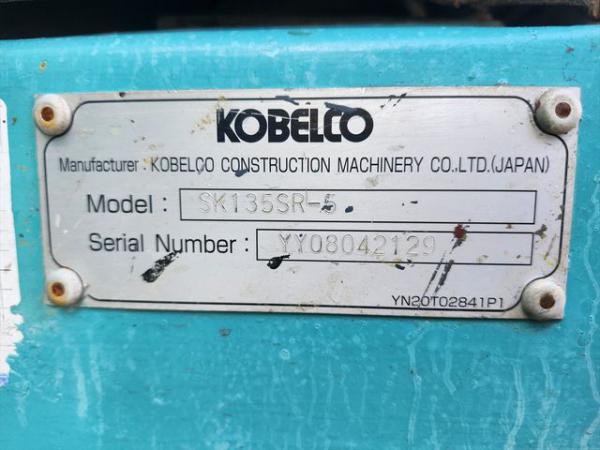 KOBELCO
Manufacturer : KOBELCO CONSTRUCTION MACHINERY CO.,LTD.(JAPAN)
Model : SK135SR-5
Serial Number : YY08042129
YN20T02841P1